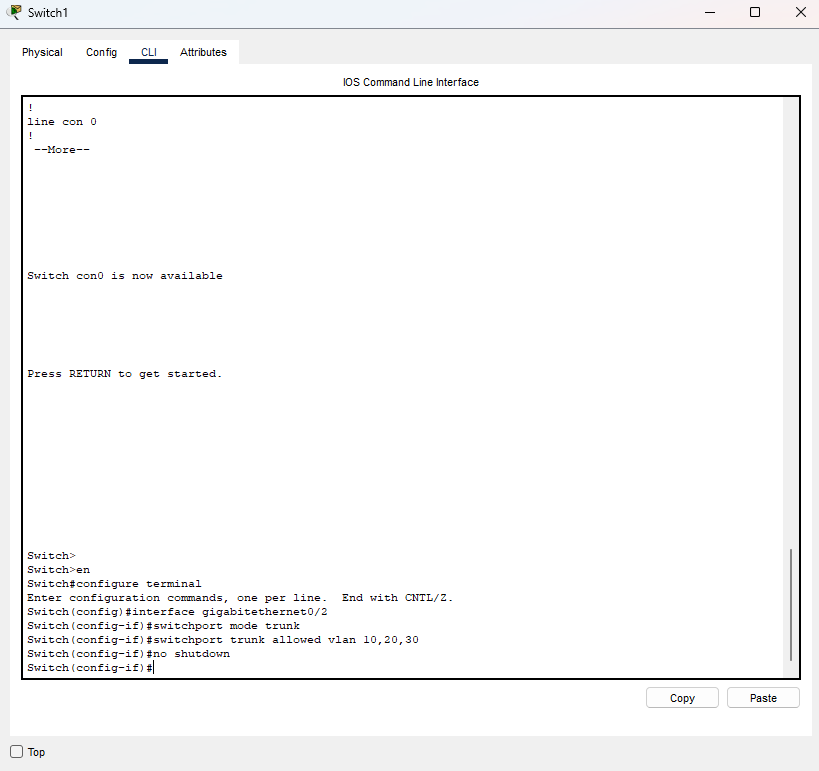 Switch1
Physical Config CLI Attributes
IOS Command Line Interface
!
line con 0
!
--More--
Switch con0 is now available
Press RETURN to get started.
Switch>
Switch>en
Switch#configure terminal
Enter configuration commands, one per line.  End with CNTL/Z.
Switch(config)#interface gigabitethernet0/2
Switch(config-if)#switchport mode trunk
Switch(config-if)#switchport trunk allowed vlan 10,20,30
Switch(config-if)#no shutdown
Switch(config-if)#
Copy Paste
Top